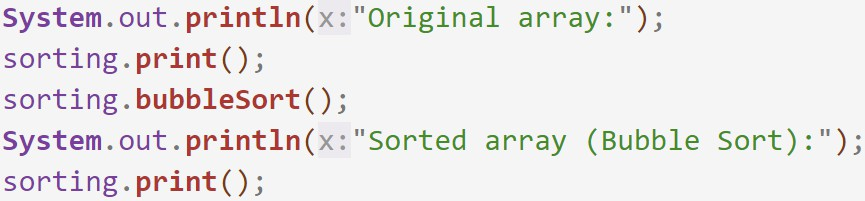 System.out.println(x:"Original array:");
sorting.print();
sorting.bubbleSort();
System.out.println(x:"Sorted array (Bubble Sort):");
sorting.print();